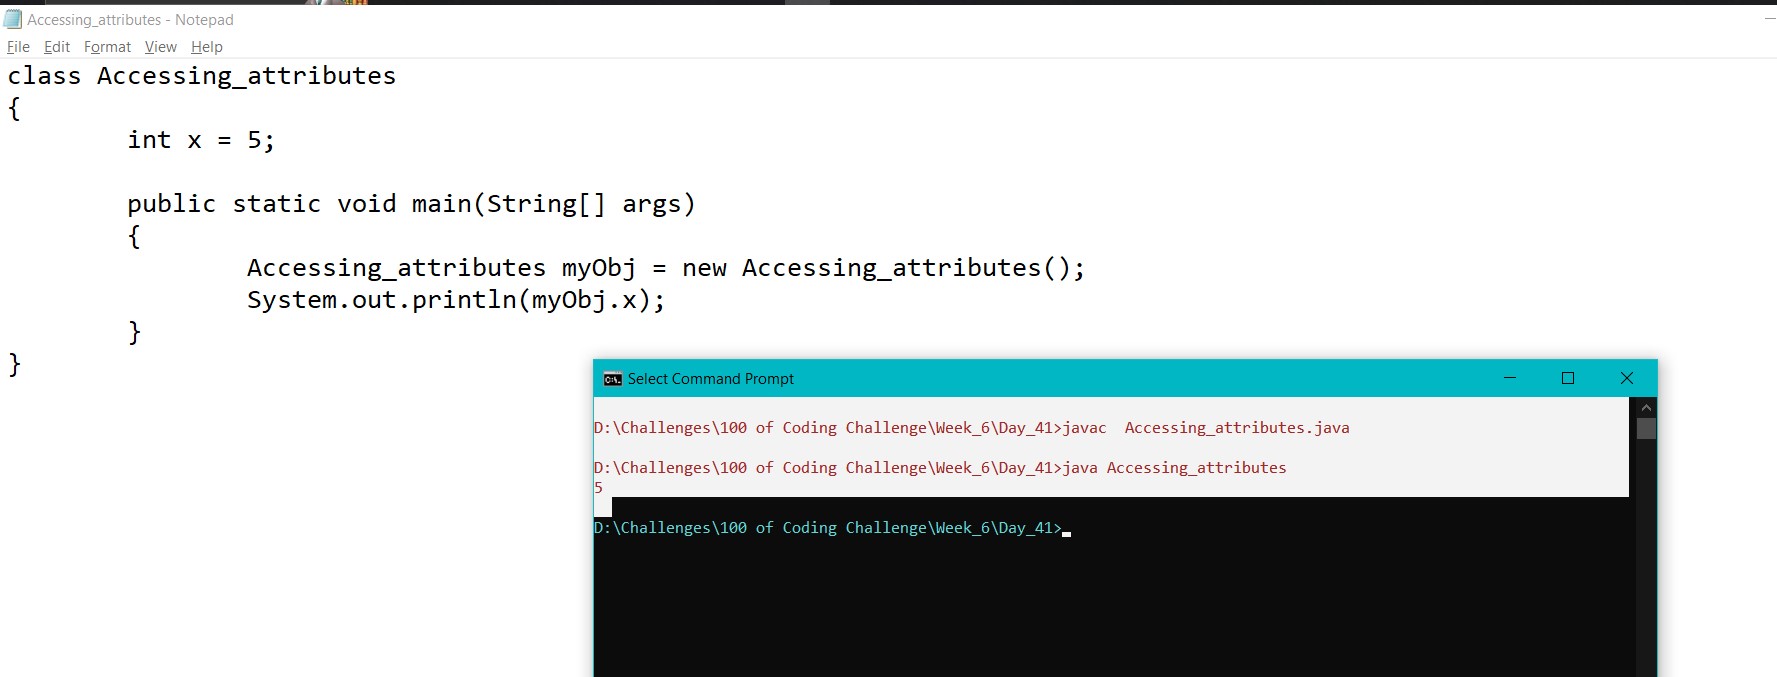 Accessing_attributes - Notepad
File Edit Format View Help
class Accessing_attributes
{
int x = 5;
public static void main(String[] args)
{
Accessing_attributes myObj = new Accessing_attributes();
System.out.println(myObj.x);
}
}
Select Command Prompt
D:\Challenges\100 of Coding Challenge\Week_6\Day_41>javac  Accessing_attributes.java
D:\Challenges\100 of Coding Challenge\Week_6\Day_41>java Accessing_attributes
5
D:\Challenges\100 of Coding Challenge\Week_6\Day_41>